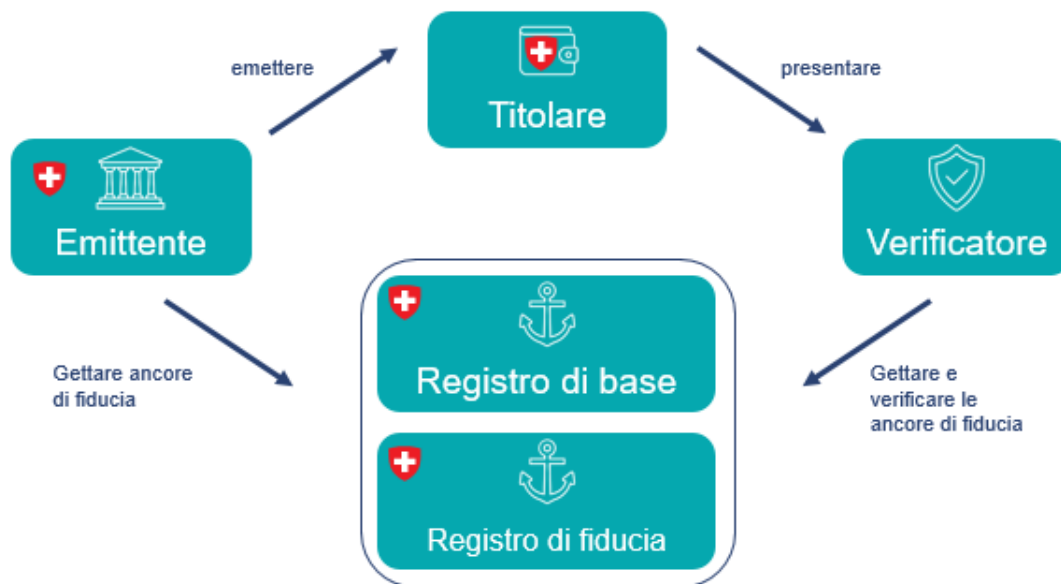 emettere
Titolare
presentare
Emittente
Verificatore
Gettare ancore
di fiducia
Registro di base
Registro di fiducia
Gettare e
verificare le
ancore di fiducia